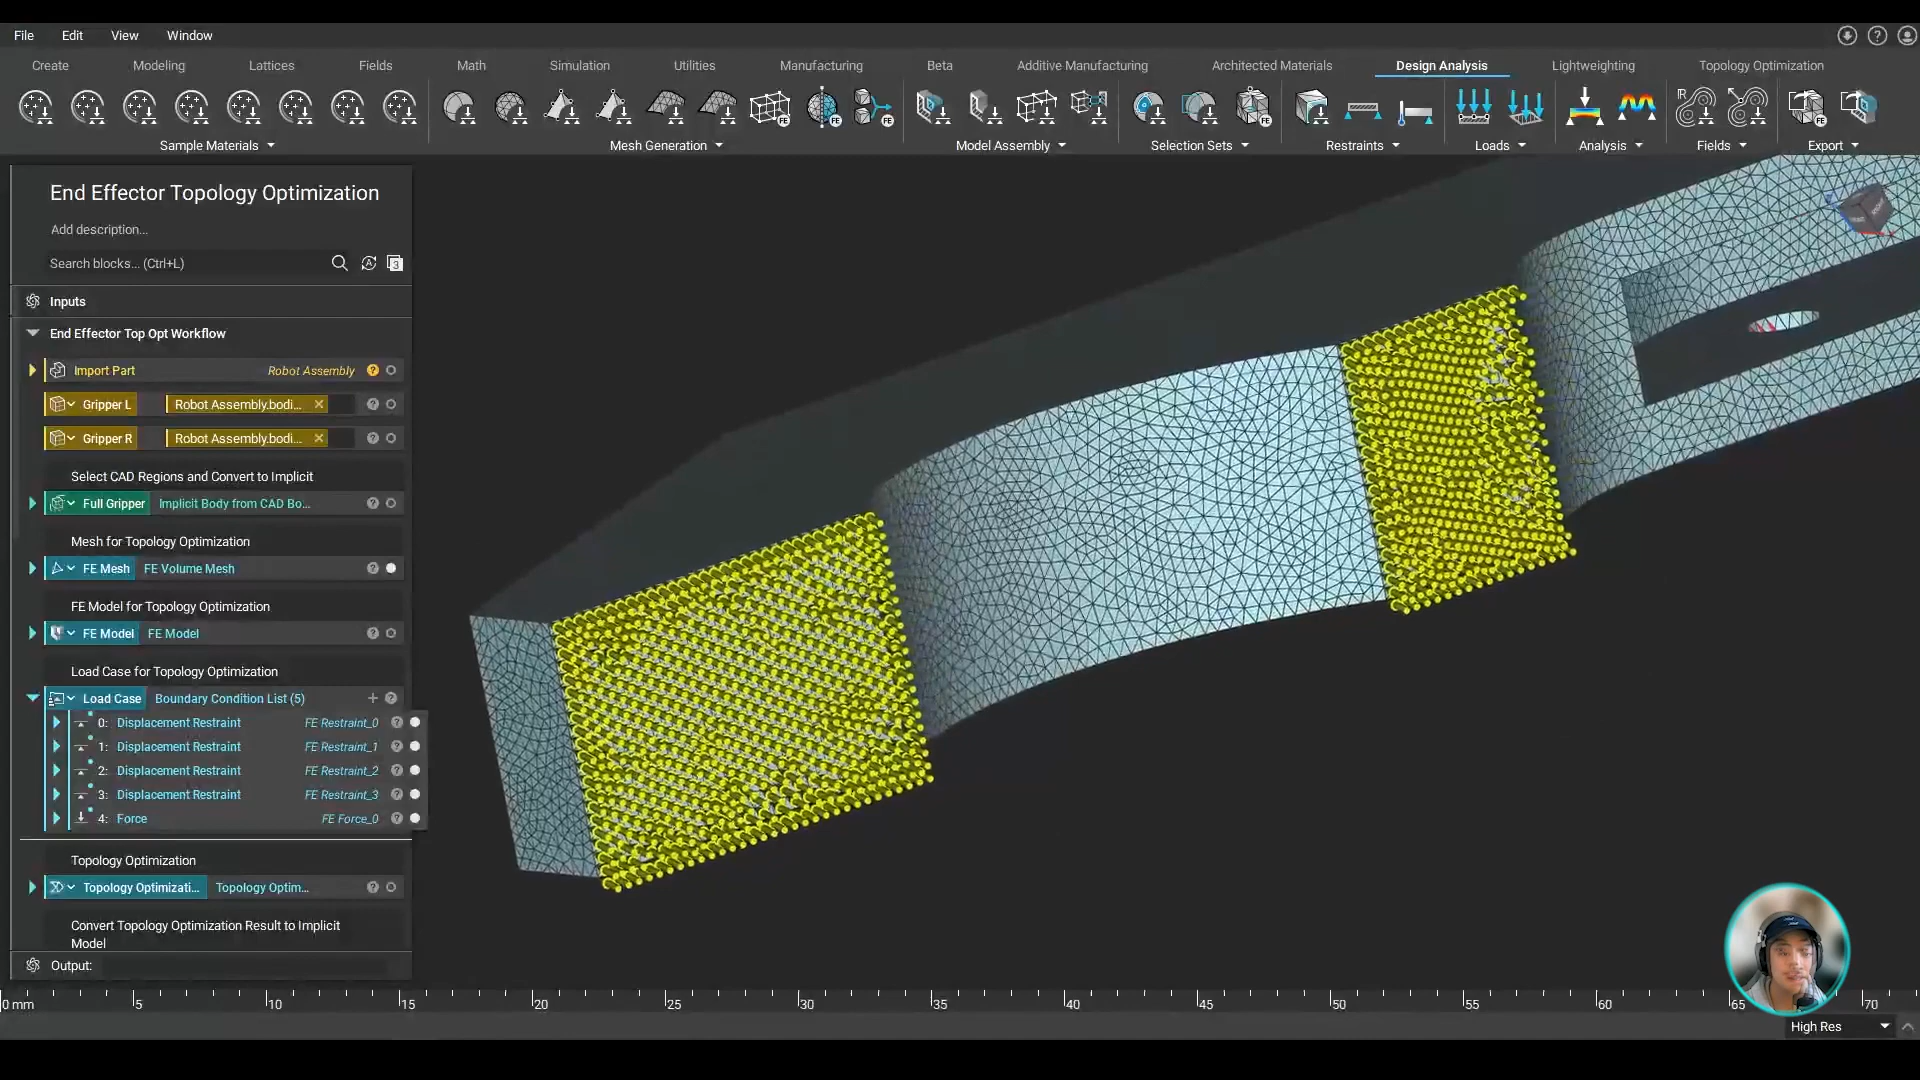 File Edit View Window
Create Modeling Lattices Fields Math Simulation Utilities Manufacturing Beta Additive Manufacturing Architected Materials Design Analysis Lightweighting Topology Optimization
Sample Materials Mesh Generation Model Assembly Selection Sets Restraints Loads Analysis Fields Export
End Effector Topology Optimization
Add description...
Search blocks... (Ctrl+L)
Inputs
End Effector Top Opt Workflow
Import Part Robot Assembly
Gripper L Robot Assembly.bodi...
Gripper R Robot Assembly.bodi...
Select CAD Regions and Convert to Implicit
Full Gripper Implicit Body from CAD Bo...
Mesh for Topology Optimization
FE Mesh FE Volume Mesh
FE Model for Topology Optimization
FE Model FE Model
Load Case for Topology Optimization
Load Case Boundary Condition List (5)
0: Displacement Restraint FE Restraint_0
1: Displacement Restraint FE Restraint_1
2: Displacement Restraint FE Restraint_2
3: Displacement Restraint FE Restraint_3
4: Force FE Force_0
Topology Optimization
Topology Optimizati... Topology Optim...
Convert Topology Optimization Result to Implicit
Model
Output:
0 mm 5 10 15 20 25 30 35 40 45 50 55 60 65 70
High Res